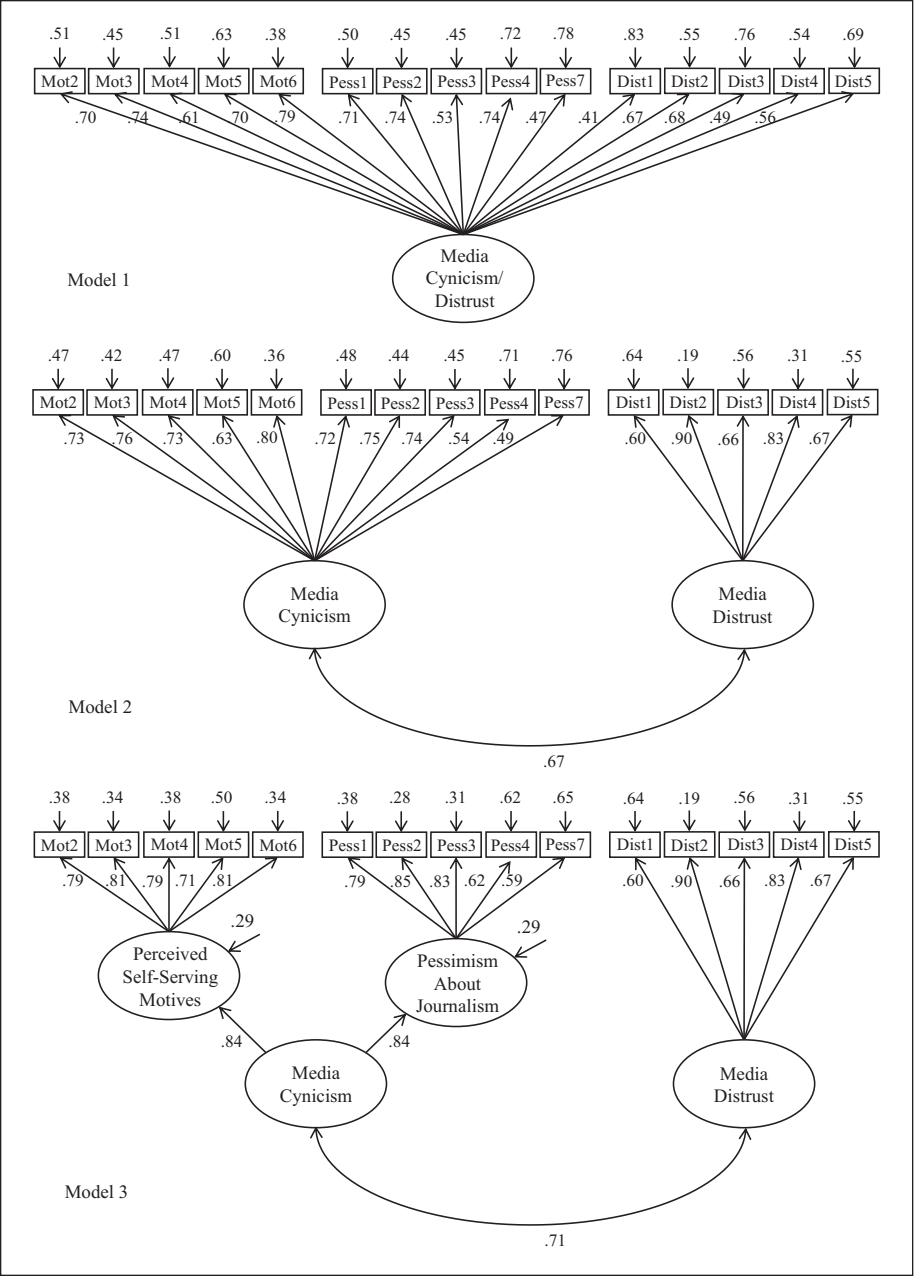 .51 .45 .51 .63 .38 .50 .45 .45 .72 .78 .83 .55 .76 .54 .69
Mot2 Mot3 Mot4 Mot5 Mot6 Pess1 Pess2 Pess3 Pess4 Pess7 Dist1 Dist2 Dist3 Dist4 Dist5
.70 .74 .61 .70 .79 .71 .74 .53 .74 .47 .41 .67 .68 .49 .56
Media
Cynicism/
Distrust
Model 1
.47 .42 .47 .60 .36 .48 .44 .45 .71 .76 .64 .19 .56 .31 .55
Mot2 Mot3 Mot4 Mot5 Mot6 Pess1 Pess2 Pess3 Pess4 Pess7 Dist1 Dist2 Dist3 Dist4 Dist5
.73 .76 .73 .63 .80 .72 .75 .74 .54 .49 .60 .90 .66 .83 .67
Media
Cynicism
Media
Distrust
Model 2
.67
.38 .34 .38 .50 .34 .38 .28 .31 .62 .65 .64 .19 .56 .31 .55
Mot2 Mot3 Mot4 Mot5 Mot6 Pess1 Pess2 Pess3 Pess4 Pess7 Dist1 Dist2 Dist3 Dist4 Dist5
.79 .81 .79 .71 .81 .79 .85 .83 .62 .59 .60 .90 .66 .83 .67
.29 .29
Perceived
Self-Serving
Motives
Pessimism
About
Journalism
.84 .84
Media
Cynicism
Media
Distrust
Model 3
.71